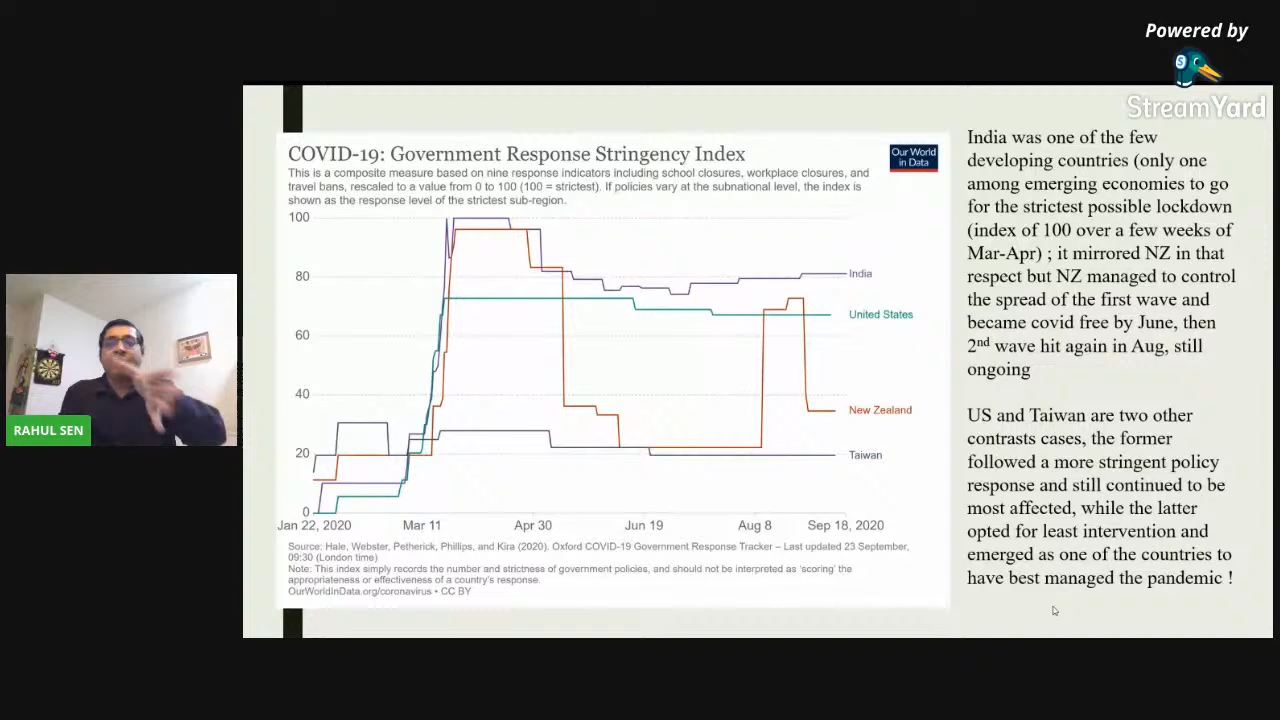 Powered by
StreamYard
COVID-19: Government Response Stringency Index
Our World
in Data
This is a composite measure based on nine response indicators including school closures, workplace closures, and
travel bans, rescaled to a value from 0 to 100 (100 = strictest). If policies vary at the subnational level, the index is
shown as the response level of the strictest sub-region.
100
80
60
40
20
0
India
United States
New Zealand
Taiwan
Jan 22, 2020
Mar 11
Apr 30
Jun 19
Aug 8
Sep 18, 2020
Source: Hale, Webster, Petherick, Phillips, and Kira (2020). Oxford COVID-19 Government Response Tracker – Last updated 23 September,
09:30 (London time)
Note: This index simply records the number and strictness of government policies, and should not be interpreted as ‘scoring’ the
appropriateness or effectiveness of a country's response.
OurWorldInData.org/coronavirus • CC BY
India was one of the few
developing countries (only one
among emerging economies to go
for the strictest possible lockdown
(index of 100 over a few weeks of
Mar-Apr) ; it mirrored NZ in that
respect but NZ managed to control
the spread of the first wave and
became covid free by June, then
2nd wave hit again in Aug, still
ongoing
US and Taiwan are two other
contrasts cases, the former
followed a more stringent policy
response and still continued to be
most affected, while the latter
opted for least intervention and
emerged as one of the countries to
have best managed the pandemic !
RAHUL SEN